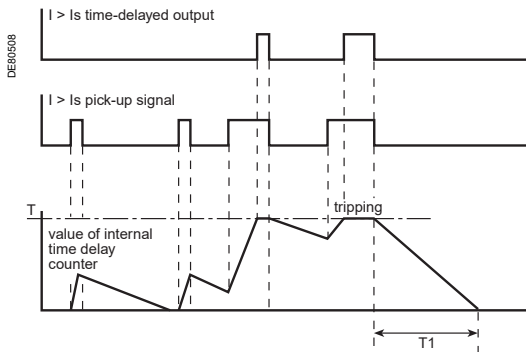 I > Is time-delayed output
DE80508
I > Is pick-up signal
T
tripping
value of internal
time delay
counter
T1